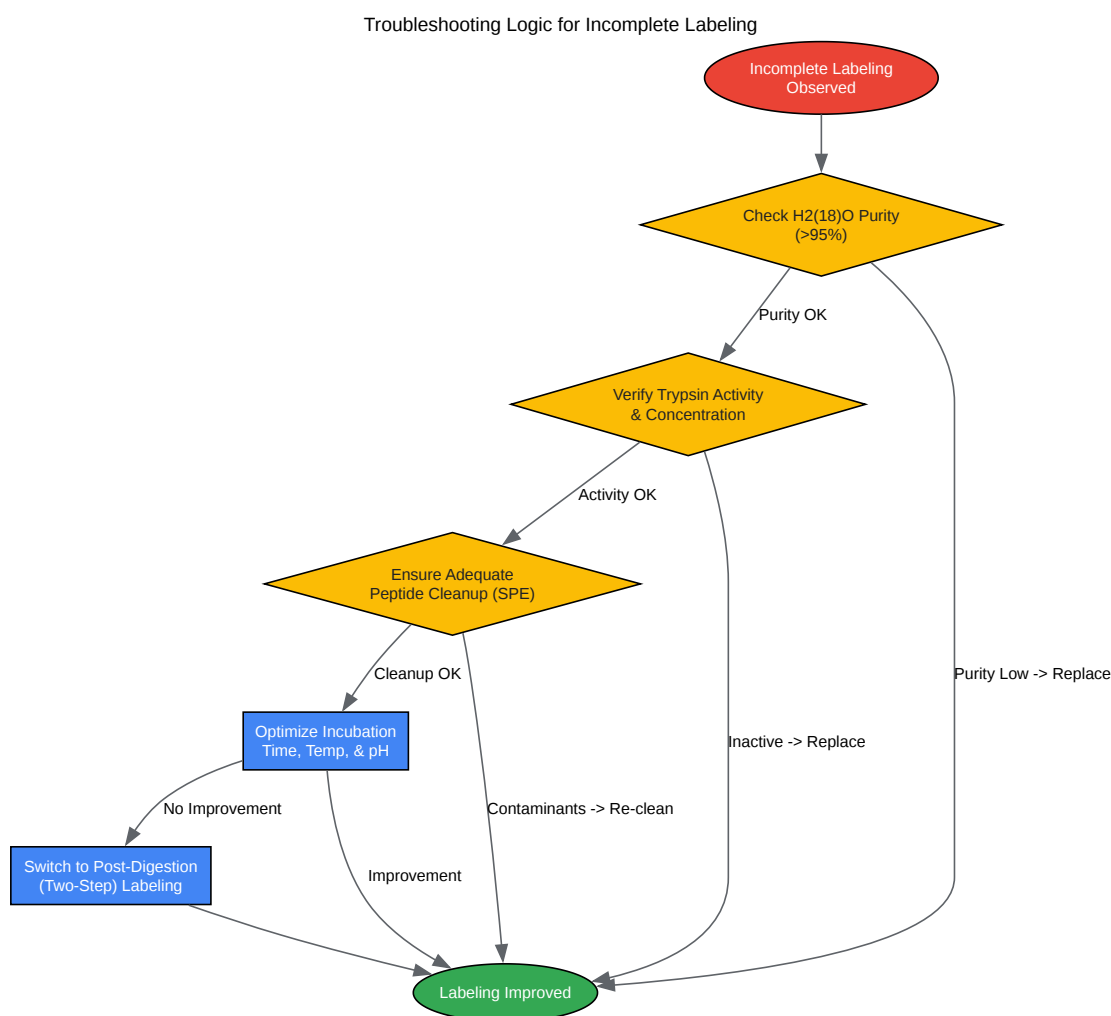 Troubleshooting Logic for Incomplete Labeling
Incomplete Labeling
Observed
Check H2(18)O Purity
(>95%)
Purity OK
Verify Trypsin Activity
& Concentration
Activity OK
Ensure Adequate
Peptide Cleanup (SPE)
Cleanup OK
Purity Low -> Replace
Optimize Incubation
Time, Temp, & pH
Inactive -> Replace
No Improvement
Contaminants -> Re-clean
Switch to Post-Digestion
(Two-Step) Labeling
Improvement
Labeling Improved